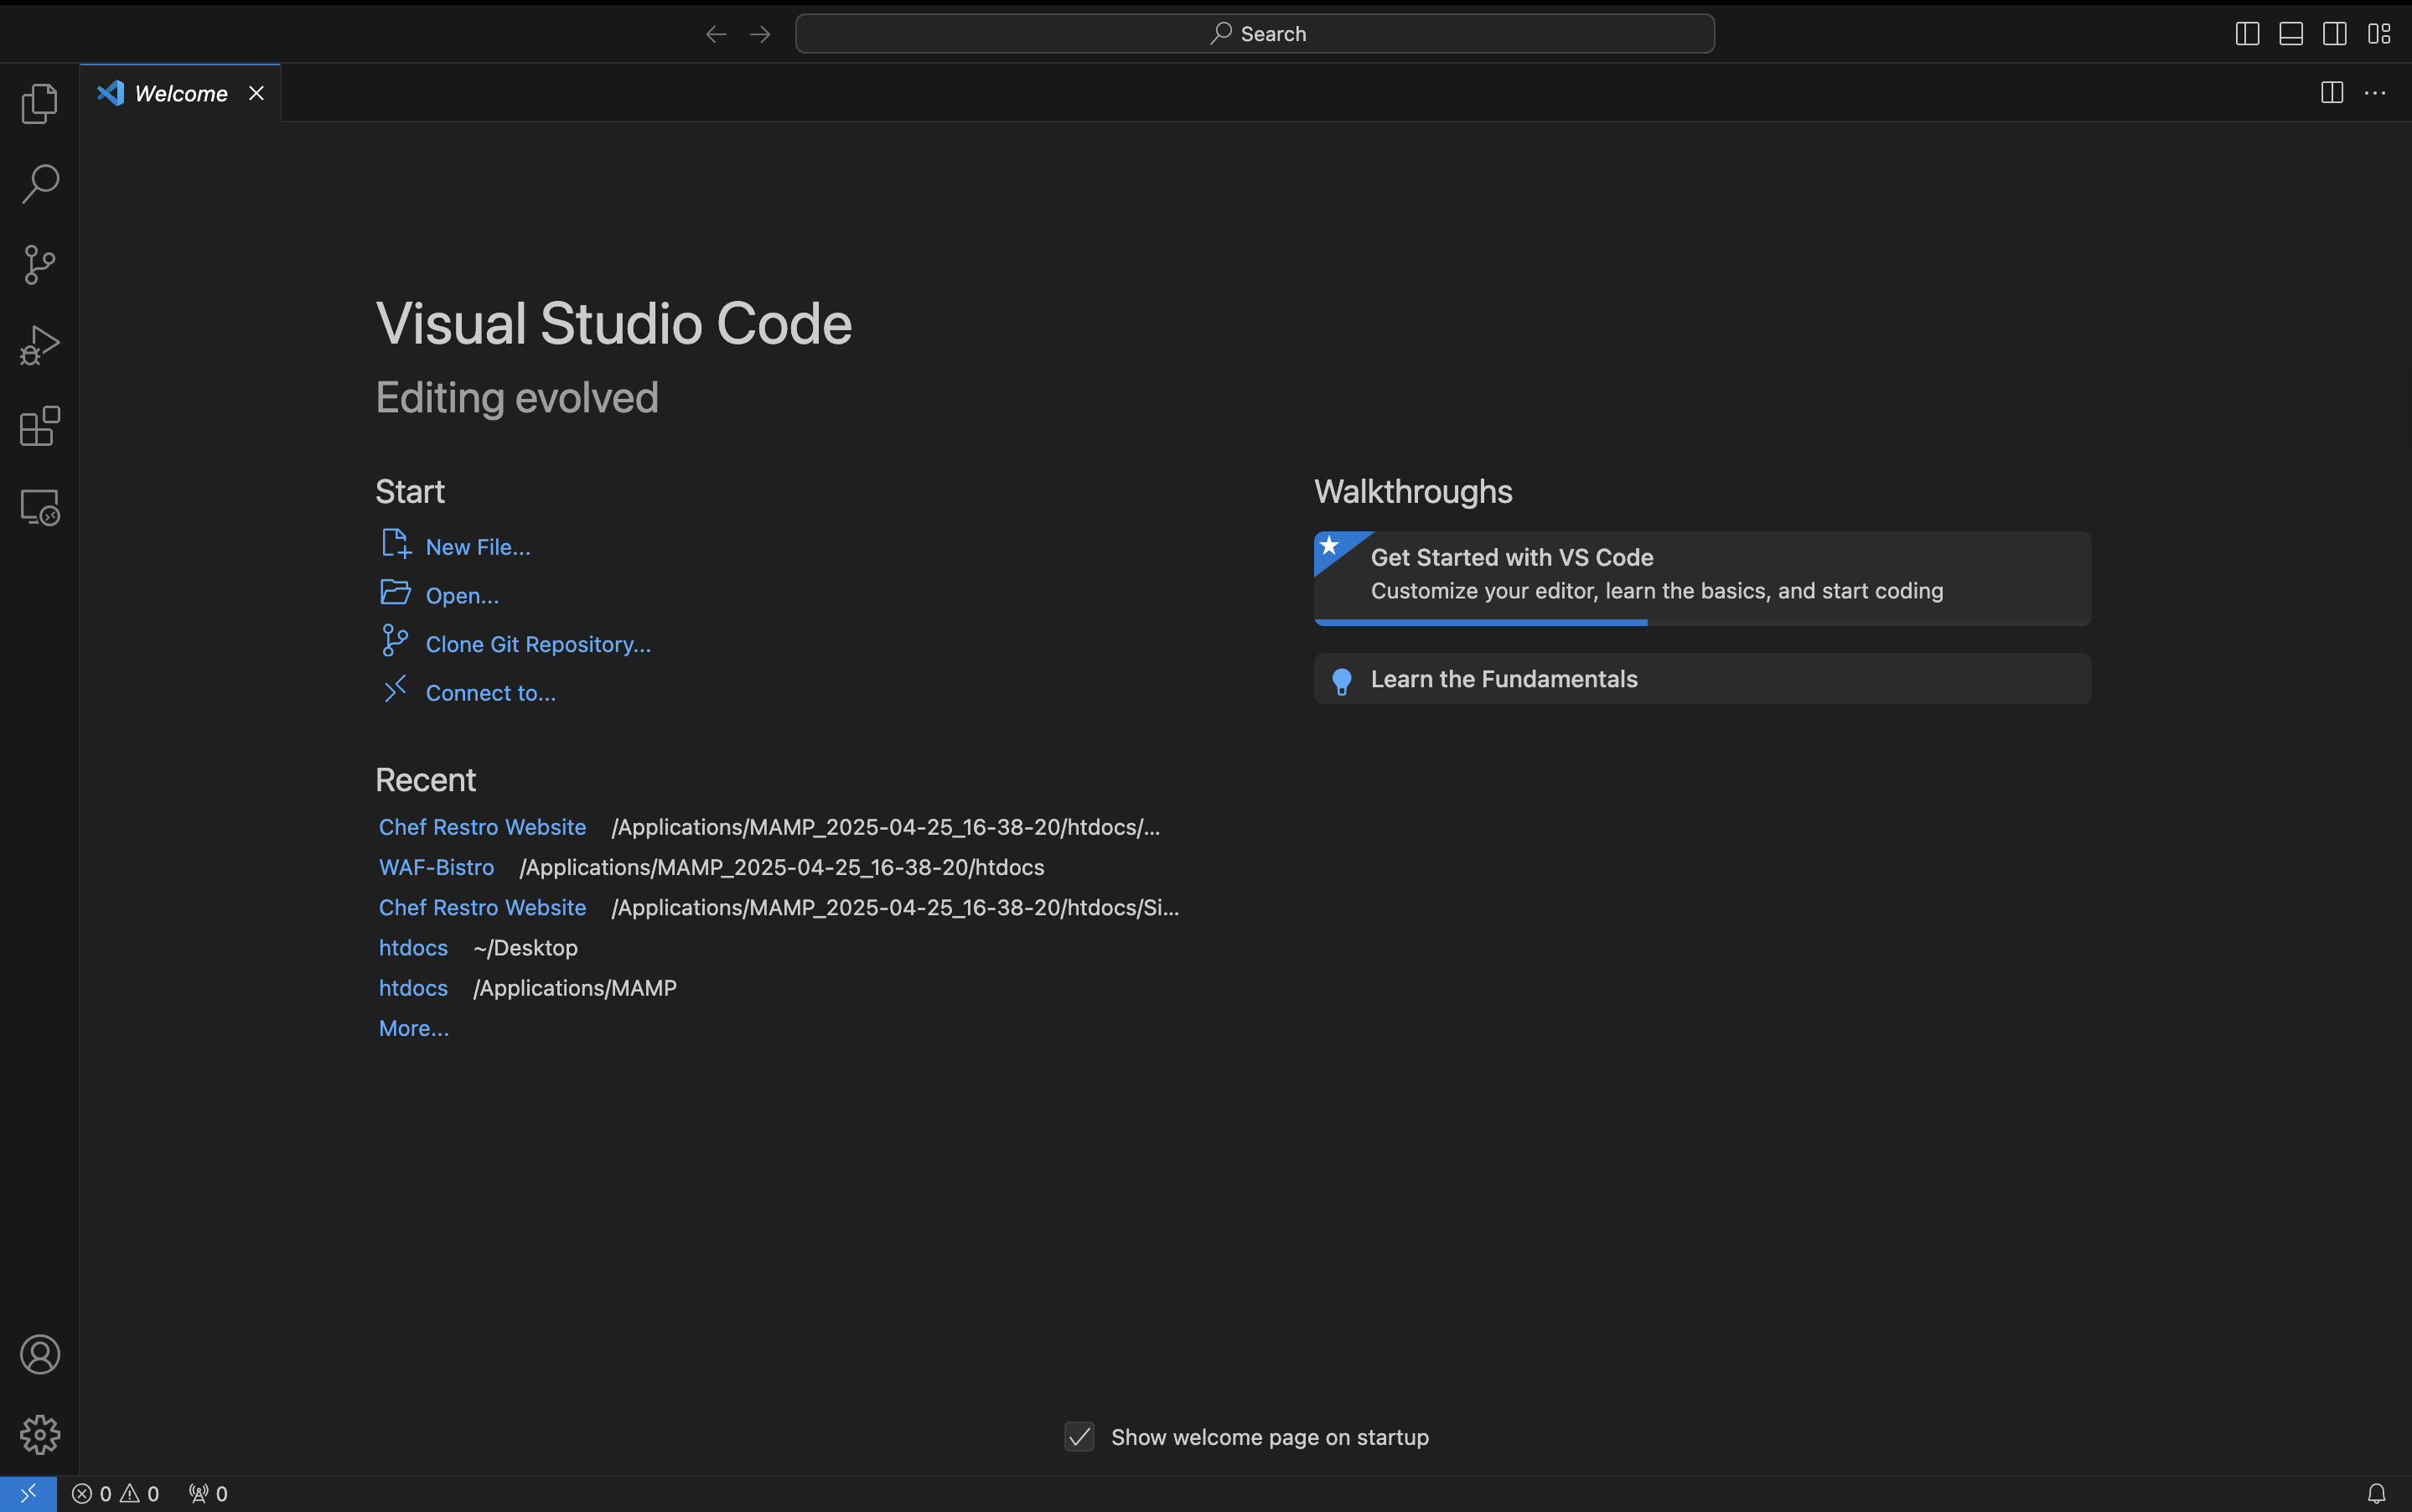 Search
Welcome
Visual Studio Code
Editing evolved
Start
New File...
Open...
Clone Git Repository...
Connect to...
Walkthroughs
Get Started with VS Code
Customize your editor, learn the basics, and start coding
Learn the Fundamentals
Recent
Chef Restro Website /Applications/MAMP_2025-04-25_16-38-20/htdocs/...
WAF-Bistro /Applications/MAMP_2025-04-25_16-38-20/htdocs
Chef Restro Website /Applications/MAMP_2025-04-25_16-38-20/htdocs/Si...
htdocs ~/Desktop
htdocs /Applications/MAMP
More...
Show welcome page on startup
0 0 0